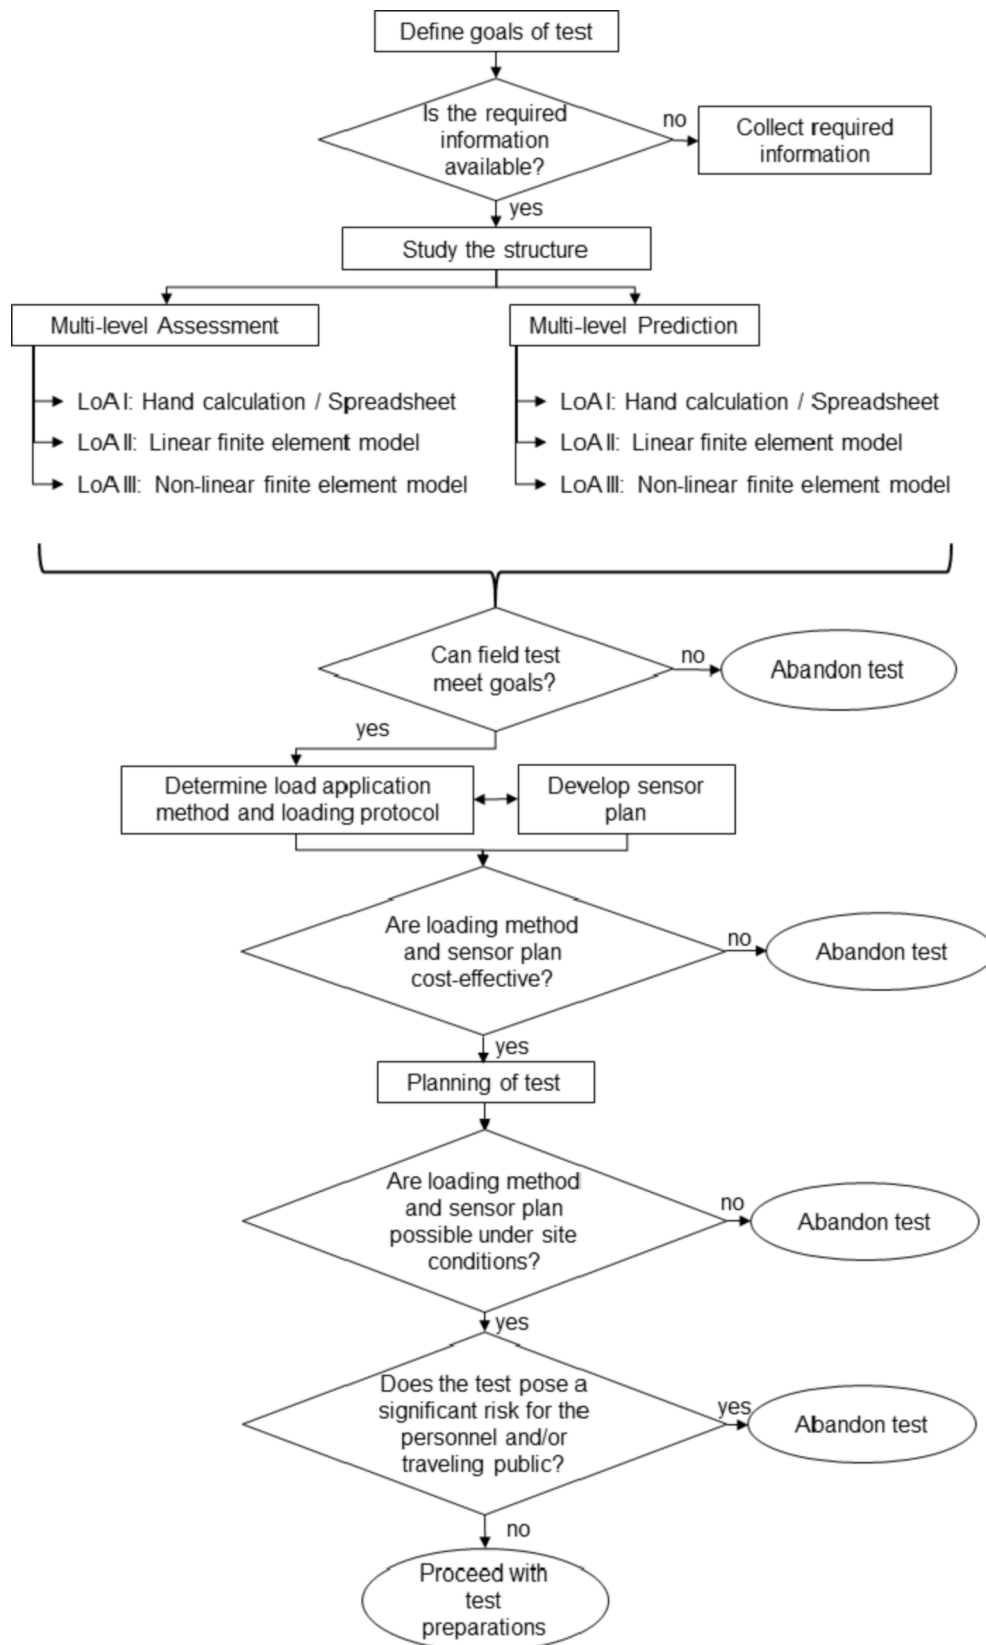 Define goals of test
Is the required
information
available?
no
Collect required
information
yes
Study the structure
Multi-level Assessment
Multi-level Prediction
LoA I: Hand calculation / Spreadsheet
LoA II: Linear finite element model
LoA III: Non-linear finite element model
LoA I: Hand calculation / Spreadsheet
LoA II: Linear finite element model
LoA III: Non-linear finite element model
Can field test
meet goals?
no
Abandon test
yes
Determine load application
method and loading protocol
Develop sensor
plan
Are loading method
and sensor plan
cost-effective?
no
Abandon test
yes
Planning of test
Are loading method
and sensor plan
possible under site
conditions?
no
Abandon test
yes
Does the test pose a
significant risk for the
personnel and/or
traveling public?
yes
Abandon test
no
Proceed with
test
preparations